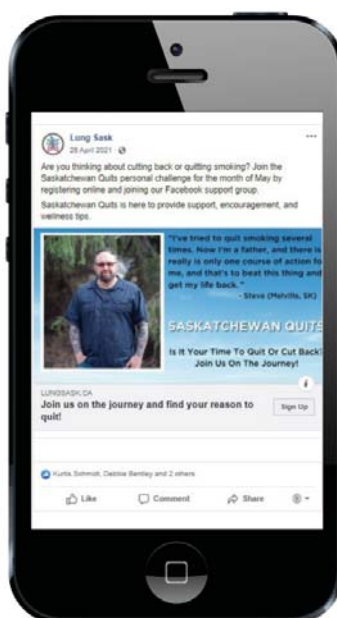 Lung Sask
28 April 2021
Are you thinking about cutting back or quitting smoking? Join the
Saskatchewan Quits personal challenge for the month of May by
registering online and joining our Facebook support group.
Saskatchewan Quits is here to provide support, encouragement, and
wellness tips.
"I've tried to quit smoking several
times. Now I'm a father, and there is
really is only one course of action fo
me, and that's to beat this thing and
get my life back."
- Steve (Melville, SK)
SASKATCHEWAN QUITS
Is It Your Time To Quit Or Cut Back?
Join Us On The Journey!
LUNGSASK.CA
Join us on the journey and find your reason to
quit!
Sign Up
Kurtis Schmidt, Debbie Bentley and 2 others
Like Comment Share